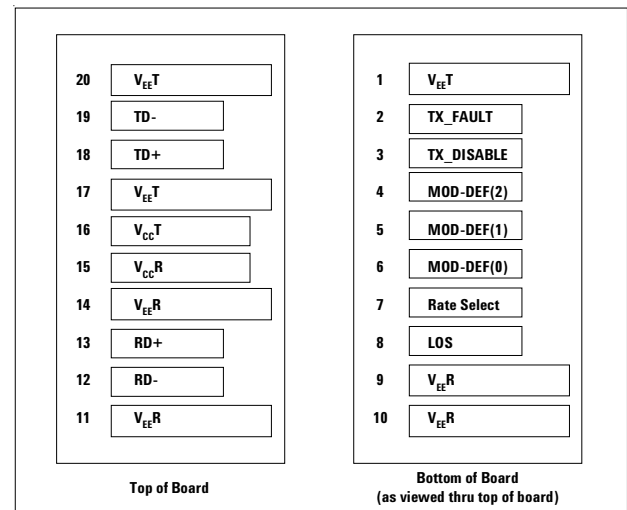 20 VEET
19 TD-
18 TD+
17 VEET
16 VCCT
15 VCCR
14 VEER
13 RD+
12 RD-
11 VEER
Top of Board
1 VEET
2 TX_FAULT
3 TX_DISABLE
4 MOD-DEF(2)
5 MOD-DEF(1)
6 MOD-DEF(0)
7 Rate Select
8 LOS
9 VEER
10 VEER
Bottom of Board
(as viewed thru top of board)